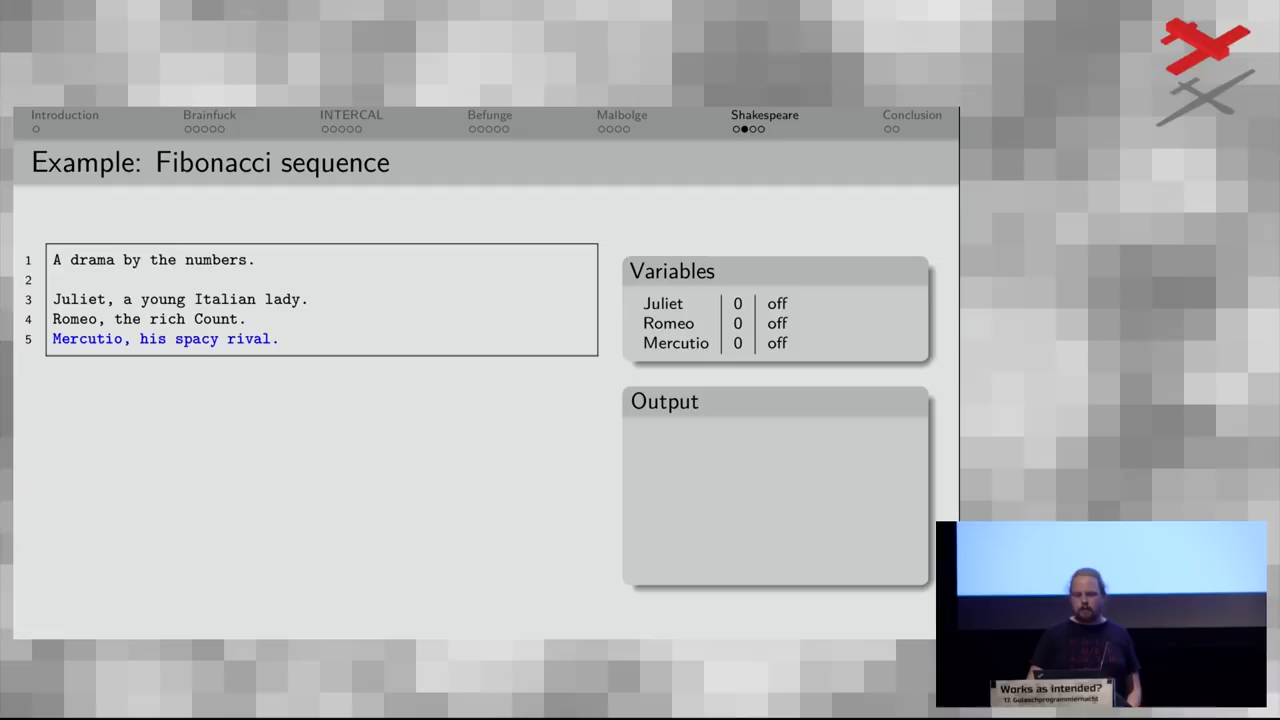 Introduction Brainfuck INTERCAL Befunge Malbolge Shakespeare Conclusion
Example: Fibonacci sequence
1 A drama by the numbers.
2
3 Juliet, a young Italian lady.
4 Romeo, the rich Count.
5 Mercutio, his spacy rival.
Variables
Juliet 0 off
Romeo 0 off
Mercutio 0 off
Output
Works as intended?
17. Gulaschprogrammiernacht